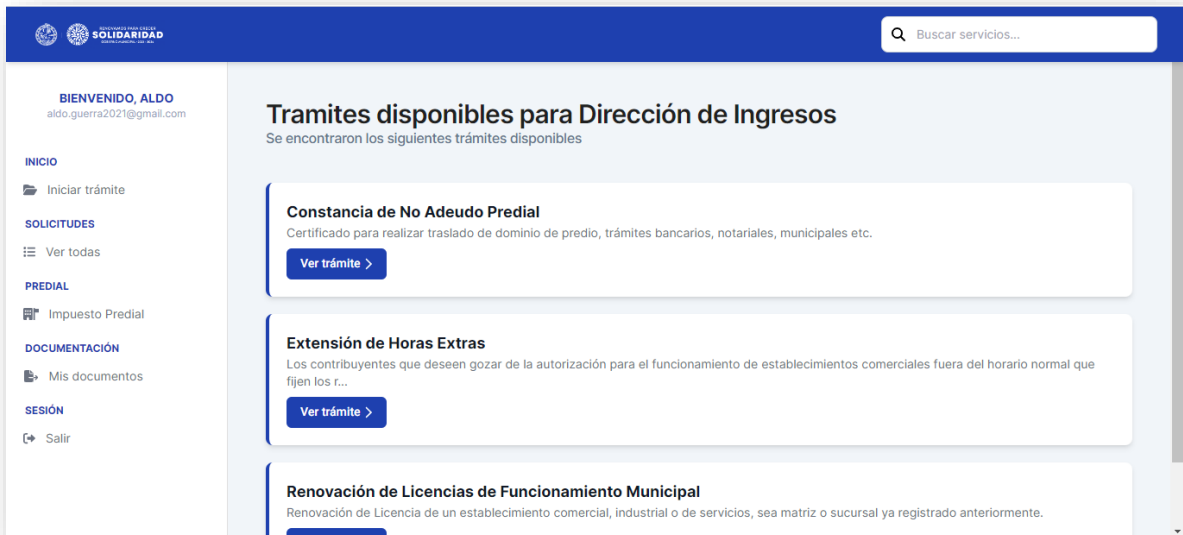 RENOVAMOS PARA CRECER
SOLIDARIDAD
Buscar servicios...
BIENVENIDO, ALDO
aldo.guerra2021@gmail.com
INICIO
Iniciar trámite
SOLICITUDES
Ver todas
PREDIAL
Impuesto Predial
DOCUMENTACIÓN
Mis documentos
SESIÓN
Salir
Tramites disponibles para Dirección de Ingresos
Se encontraron los siguientes trámites disponibles
Constancia de No Adeudo Predial
Certificado para realizar traslado de dominio de predio, trámites bancarios, notariales, municipales etc.
Ver trámite
Extensión de Horas Extras
Los contribuyentes que deseen gozar de la autorización para el funcionamiento de establecimientos comerciales fuera del horario normal que
fijen los r...
Ver trámite
Renovación de Licencias de Funcionamiento Municipal
Renovación de Licencia de un establecimiento comercial, industrial o de servicios, sea matriz o sucursal ya registrado anteriormente.